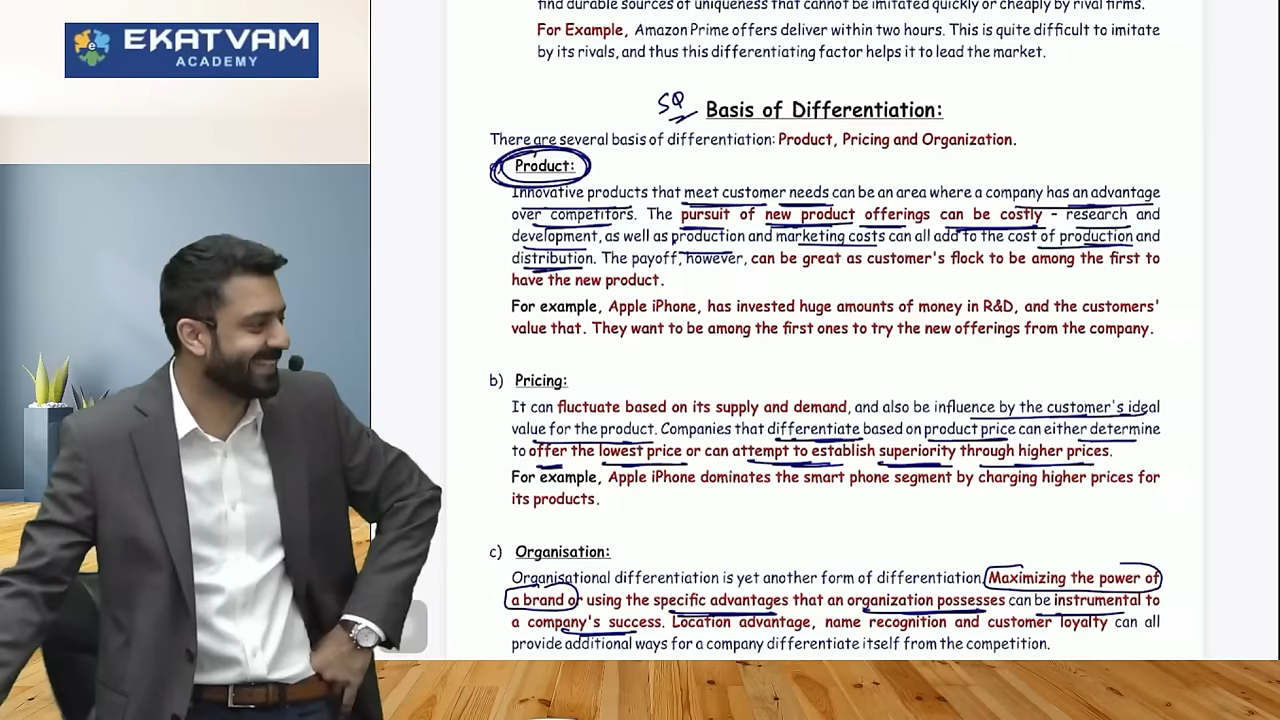 EKATVAM
ACADEMY
find durable sources of uniqueness that cannot be imitated quickly or cheaply by rival firms.
For Example, Amazon Prime offers deliver within two hours. This is quite difficult to imitate
by its rivals, and thus this differentiating factor helps it to lead the market.
SQ
Basis of Differentiation:
There are several basis of differentiation: Product, Pricing and Organization.
Product:
Innovative products that meet customer needs can be an area where a company has an advantage
over competitors. The pursuit of new product offerings can be costly - research and
development, as well as production and marketing costs can all add to the cost of production and
distribution. The payoff, however, can be great as customer's flock to be among the first to
have the new product.
For example, Apple iPhone, has invested huge amounts of money in R&D, and the customers'
value that. They want to be among the first ones to try the new offerings from the company.
b) Pricing:
It can fluctuate based on its supply and demand, and also be influence by the customer's ideal
value for the product. Companies that differentiate based on product price can either determine
to offer the lowest price or can attempt to establish superiority through higher prices.
For example, Apple iPhone dominates the smart phone segment by charging higher prices for
its products.
c) Organisation:
Organisational differentiation is yet another form of differentiation. Maximizing the power of
a brand or using the specific advantages that an organization possesses can be instrumental to
a company's success. Location advantage, name recognition and customer loyalty can all
provide additional ways for a company differentiate itself from the competition.